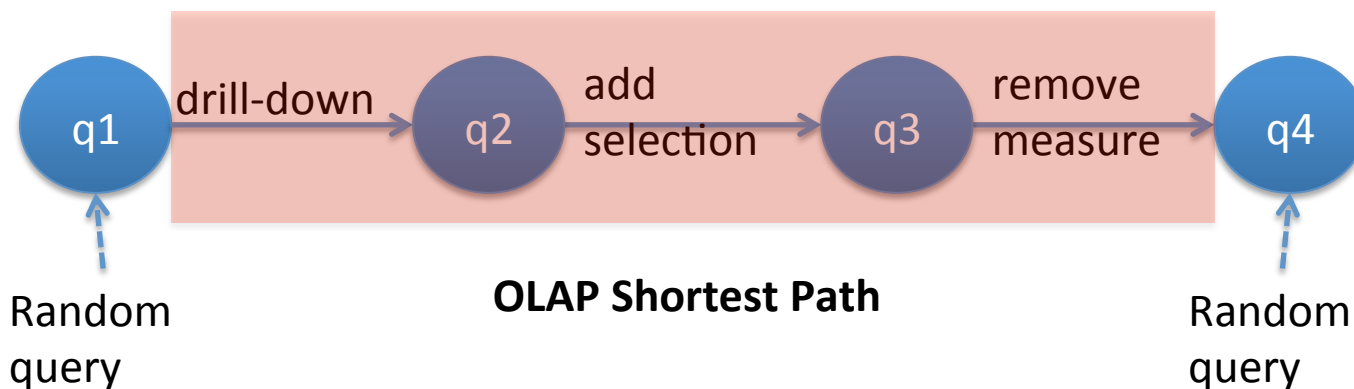 q1
drill-down
q2
add
selection
q3
remove
measure
q4
Random
query
OLAP Shortest Path
Random
query